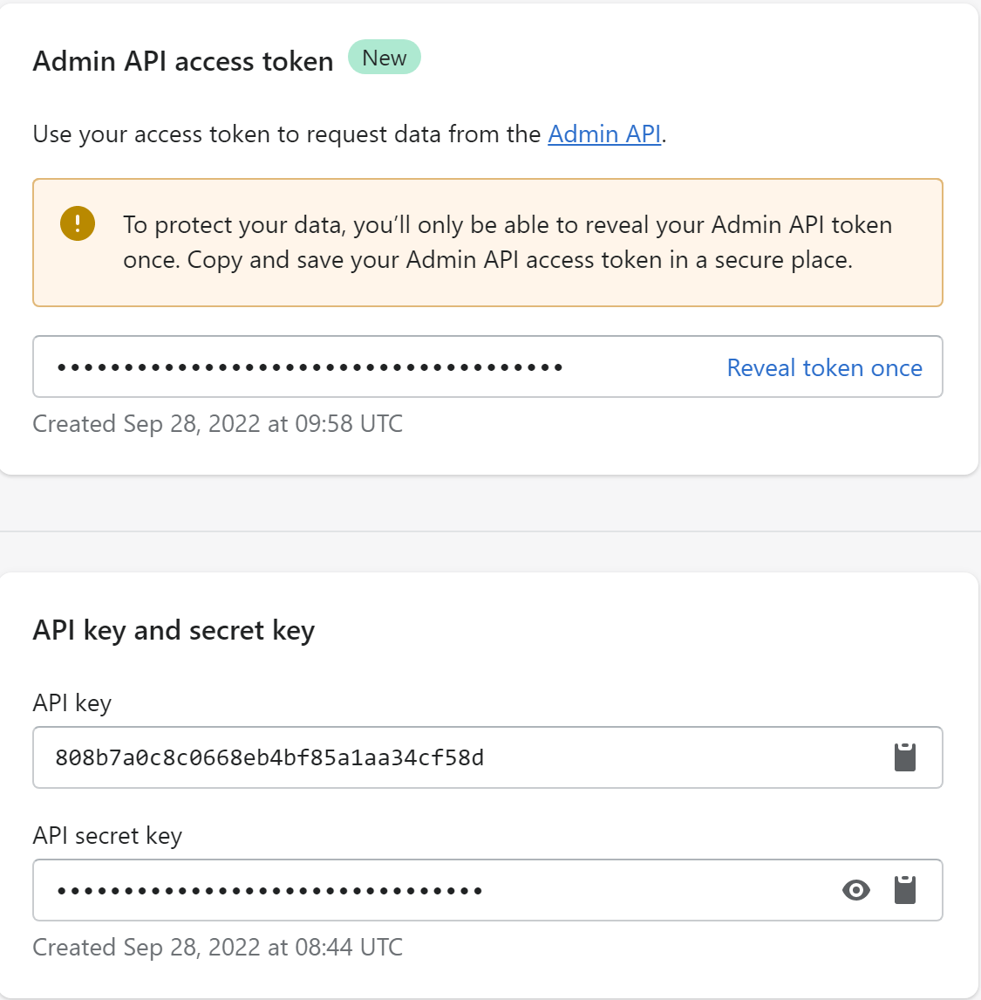 Admin API access token New
Use your access token to request data from the Admin API.
To protect your data, you’ll only be able to reveal your Admin API token
once. Copy and save your Admin API access token in a secure place.
•••••••••••••••••••••••••••••••••••••• Reveal token once
Created Sep 28, 2022 at 09:58 UTC
API key and secret key
API key
808b7a0c8c0668eb4bf85a1aa34cf58d
API secret key
••••••••••••••••••••••••••••••••
Created Sep 28, 2022 at 08:44 UTC